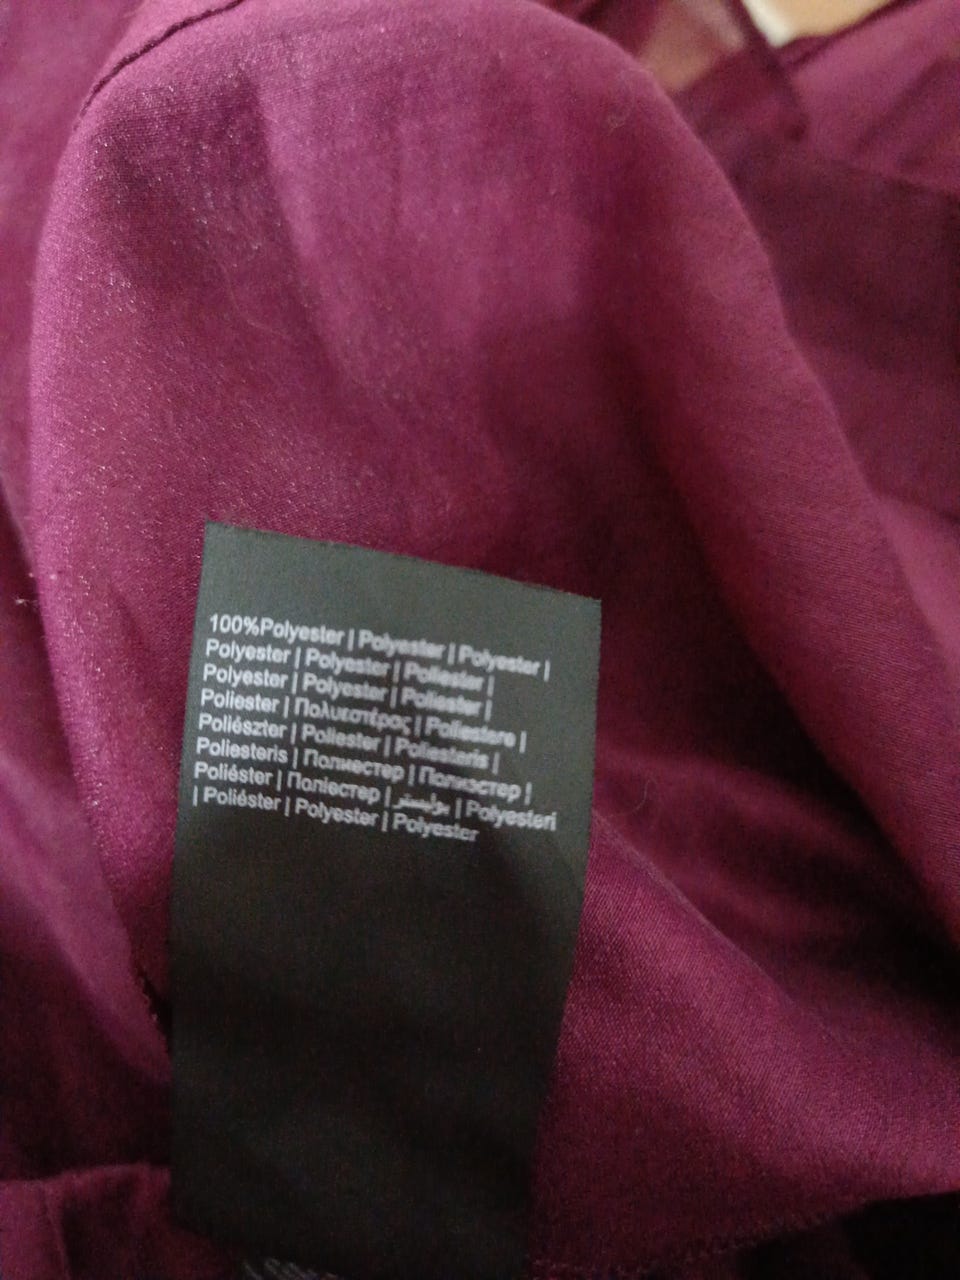 100%Polyester | Polyester | Polyester |
Polyester | Polyester | Poliester |
Polyester | Polyester | Poliester |
Poliester | Πολυεστέρας | Poliestere |
Poliészter | Poliester | Poliesteris |
Poliesteris | Полиестер | Полиэстер |
Poliéster | Поліестер | بوليستر | Polyesteri
| Poliéster | Polyester | Polyester